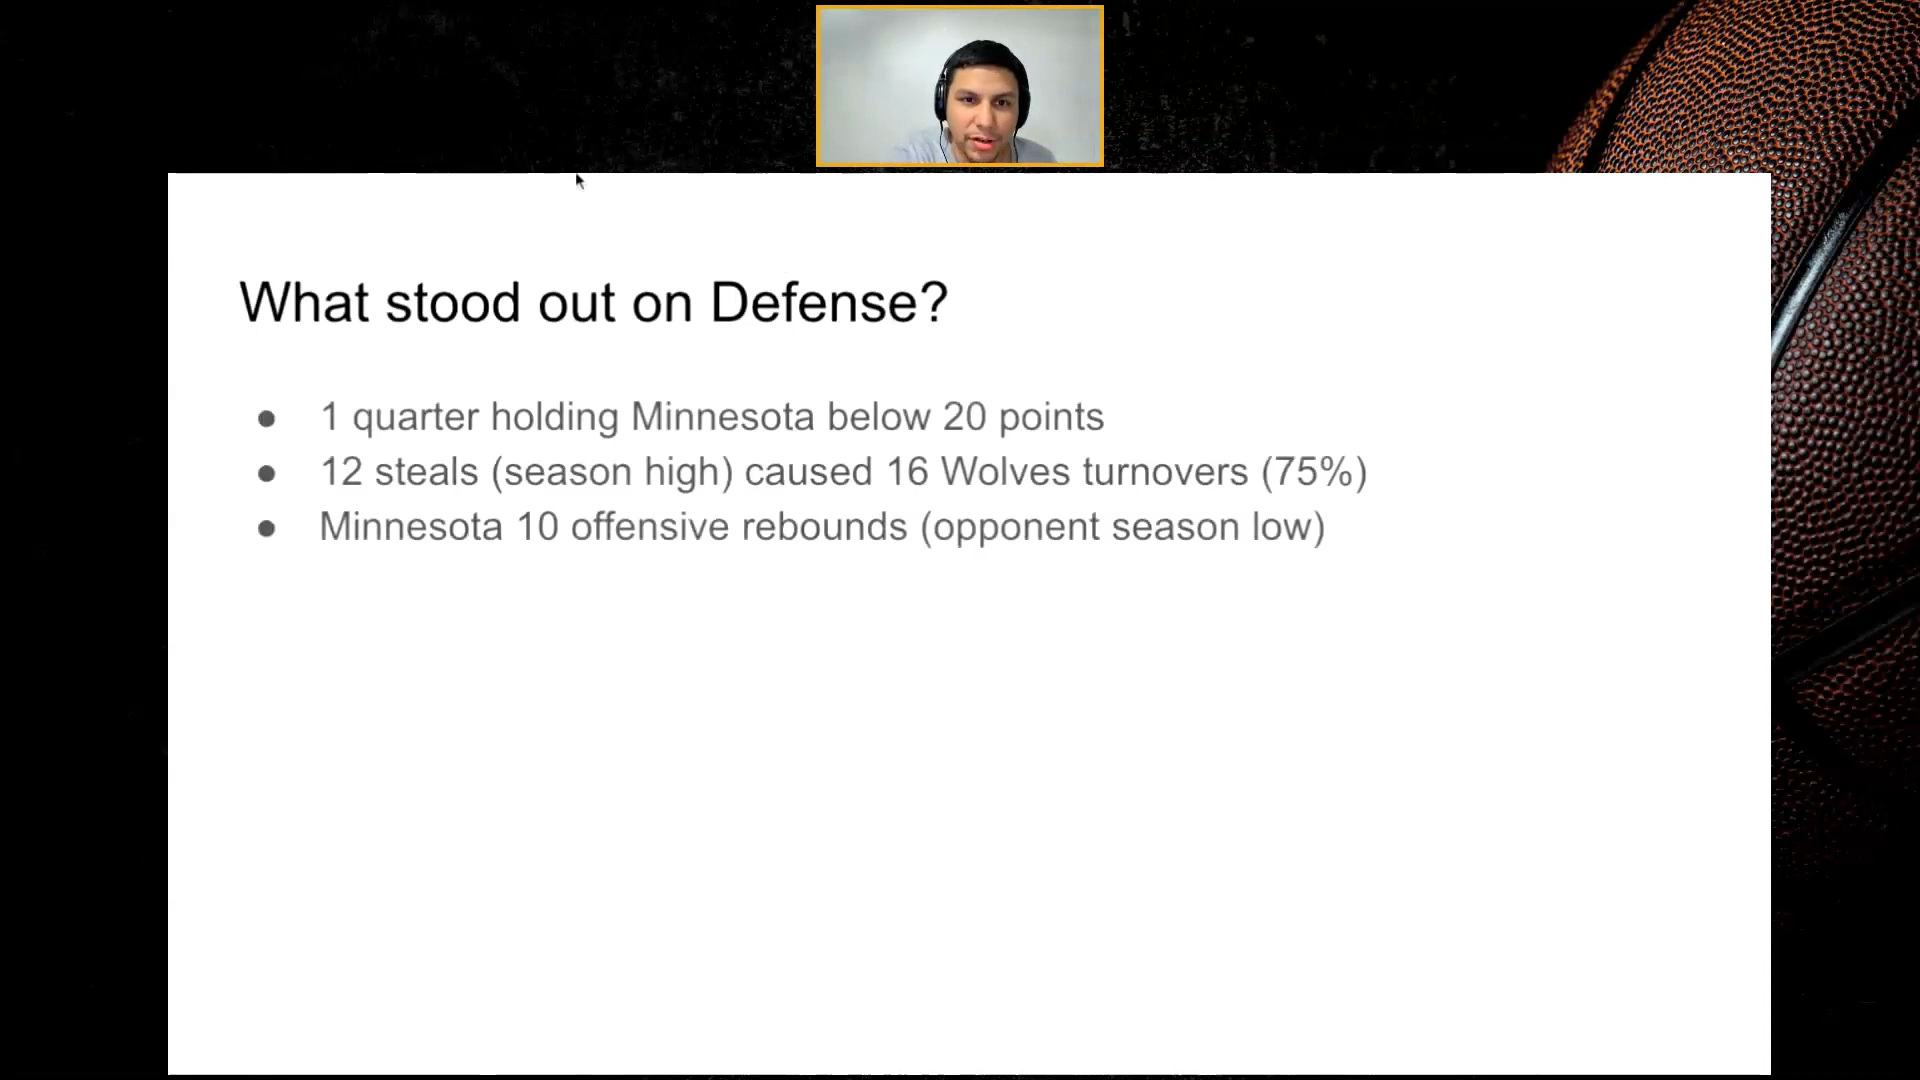 What stood out on Defense?
● 1 quarter holding Minnesota below 20 points
● 12 steals (season high) caused 16 Wolves turnovers (75%)
● Minnesota 10 offensive rebounds (opponent season low)